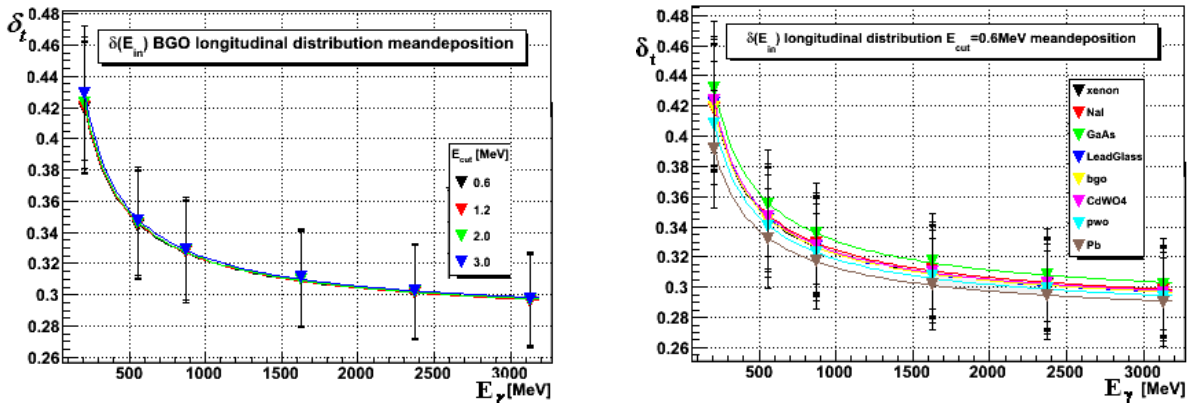 δt
δ(Ein) BGO longitudinal distribution meandeposition
0.48
0.46
0.44
0.42
0.4
0.38
0.36
0.34
0.32
0.3
0.28
0.26
Ecut [MeV]
0.6
1.2
2.0
3.0
500
1000
1500
2000
2500
3000
Eγ [MeV]
δt
δ(Ein) longitudinal distribution Ecut=0.6MeV meandeposition
0.48
0.46
0.44
0.42
0.4
0.38
0.36
0.34
0.32
0.3
0.28
0.26
xenon
NaI
GaAs
LeadGlass
bgo
CdWO4
pwo
Pb
500
1000
1500
2000
2500
3000
Eγ [MeV]